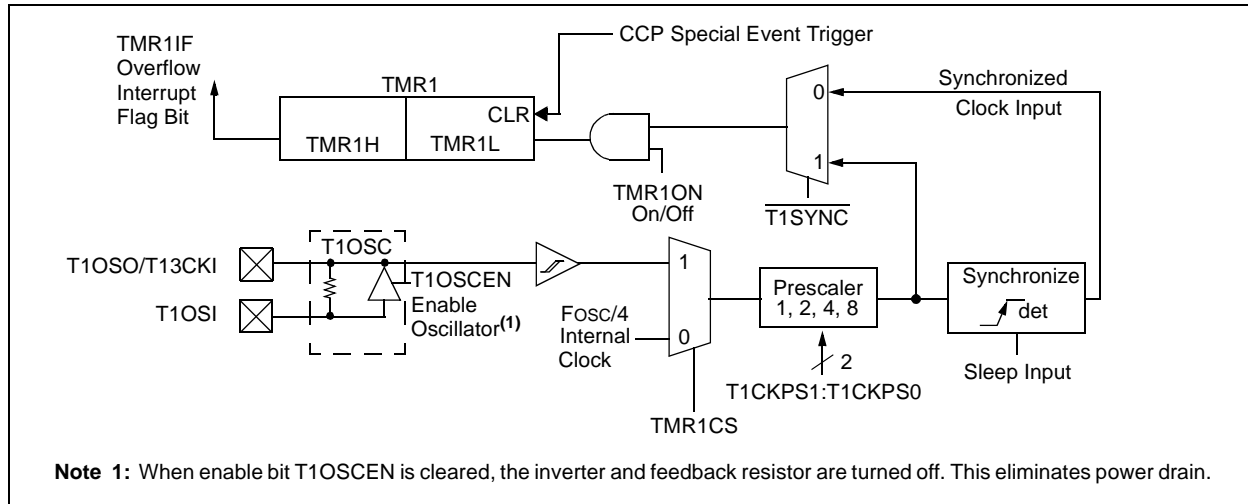 TMR1IF
Overflow
Interrupt
Flag Bit
TMR1
CLR
TMR1H
TMR1L
CCP Special Event Trigger
TMR1ON
On/Off
0
1
T1SYNC
Synchronized
Clock Input
T1OSO/T13CKI
T1OSI
T1OSC
T1OSCEN
Enable
Oscillator(1)
FOSC/4
Internal
Clock
1
0
TMR1CS
Prescaler
1, 2, 4, 8
2
T1CKPS1:T1CKPS0
Synchronize
det
Sleep Input
Note 1: When enable bit T1OSCEN is cleared, the inverter and feedback resistor are turned off. This eliminates power drain.